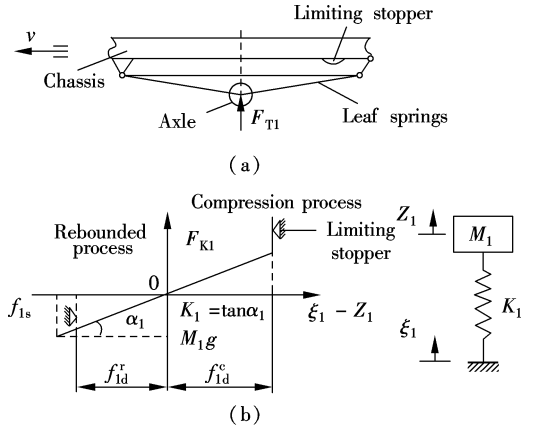 Limiting stopper
v
Chassis
Axle
F_T1
Leaf springs
(a)
Compression process
Rebounded
process
F_K1
Limiting
stopper
Z_1
M_1
0
f_1s
α_1
K_1 =tanα_1
ξ_1 - Z_1
M_1g
K_1
ξ_1
f^r_1d
f^c_1d
(b)